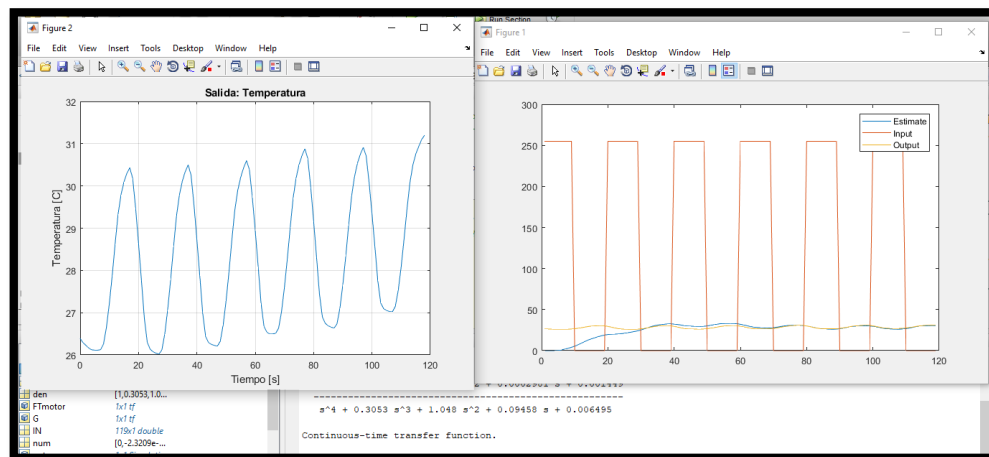 Run Section
Figure 2
File Edit View Insert Tools Desktop Window Help
Salida: Temperatura
32
31
30
29
28
27
26
0 20 40 60 80 100 120
Temperatura [C]
Tiempo [s]
Figure 1
File Edit View Insert Tools Desktop Window Help
300
250
200
150
100
50
0
0 20 40 60 80 100 120
Estimate
Input
Output
den [1,0.3053,1.0...
FTmotor 1x1 tf
G 1x1 tf
IN 119x1 double
num [0,-2.3209e-...
s^4 + 0.3053 s^3 + 1.048 s^2 + 0.09458 s + 0.006495
Continuous-time transfer function.